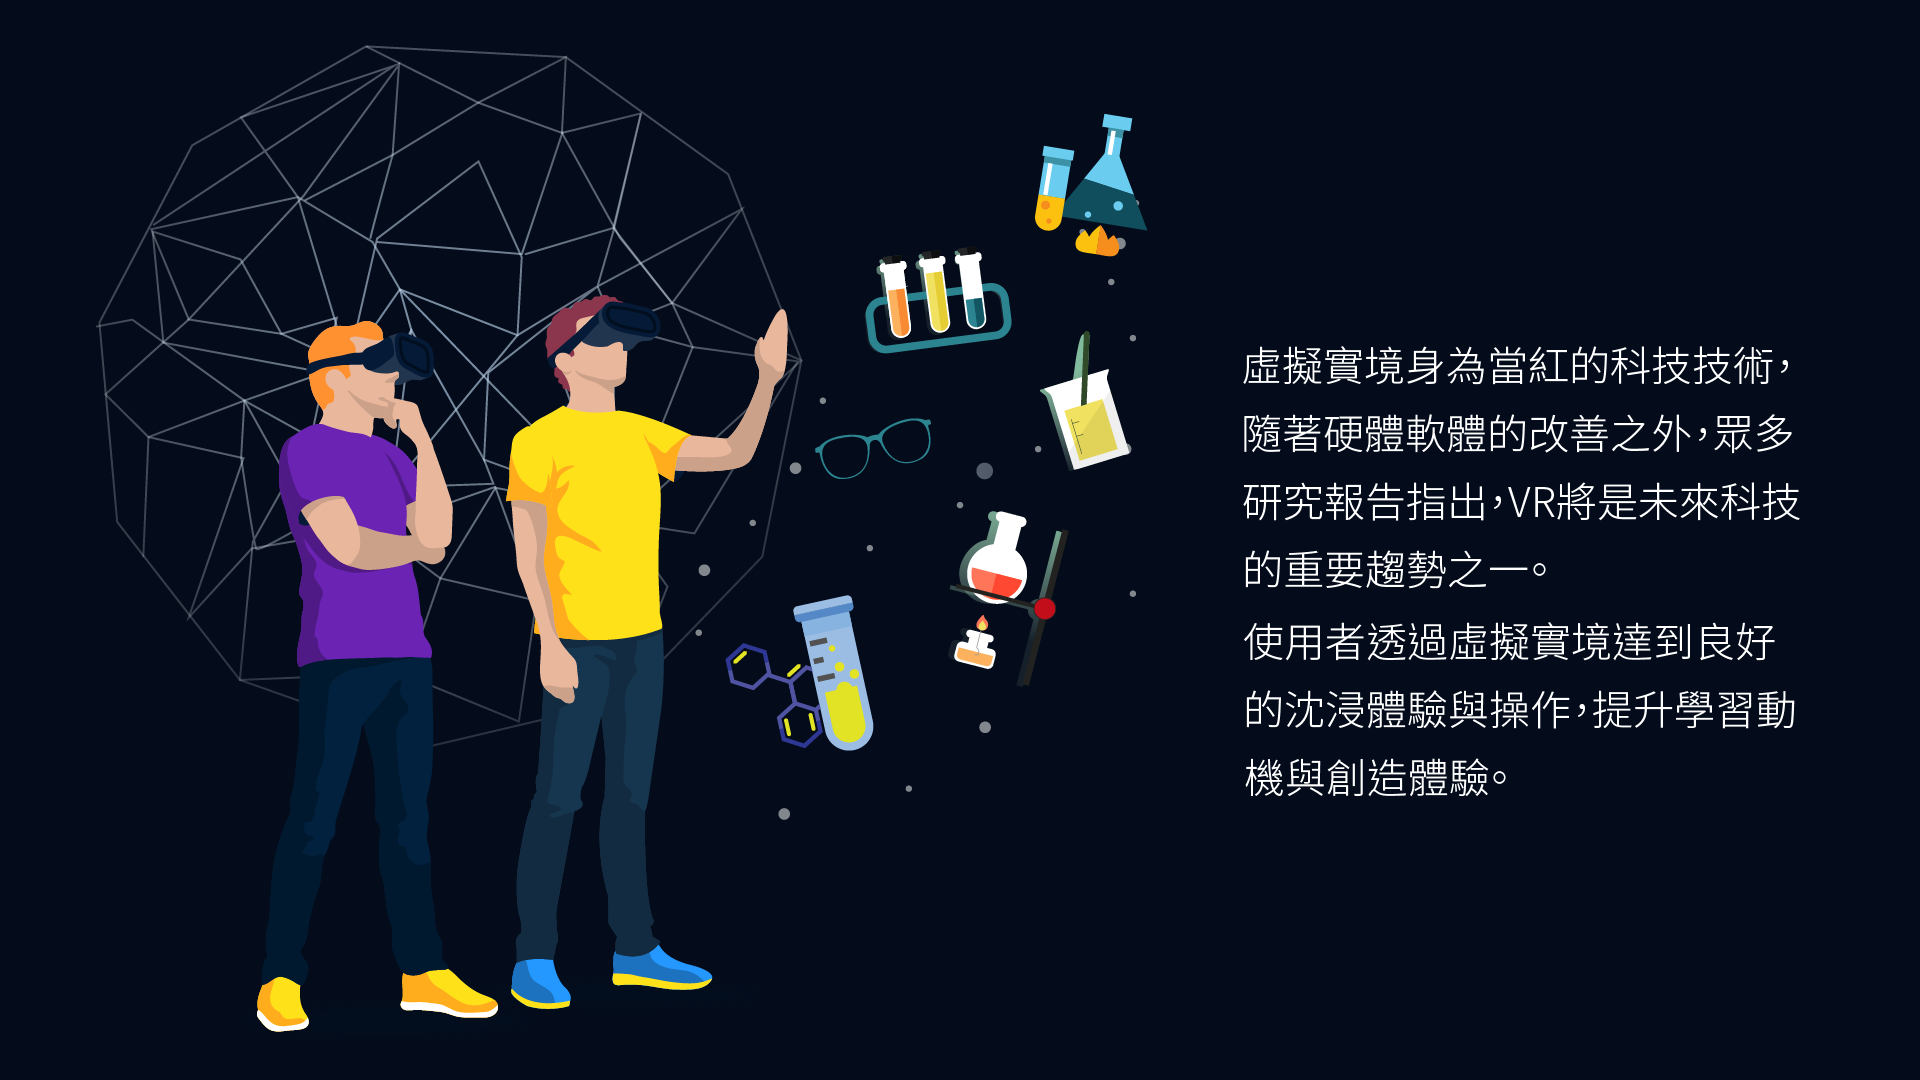 虛擬實境身為當紅的科技技術，
隨著硬體軟體的改善之外，眾多
研究報告指出，VR將是未來科技
的重要趨勢之一。
使用者透過虛擬實境達到良好
的沈浸體驗與操作，提升學習動
機與創造體驗。